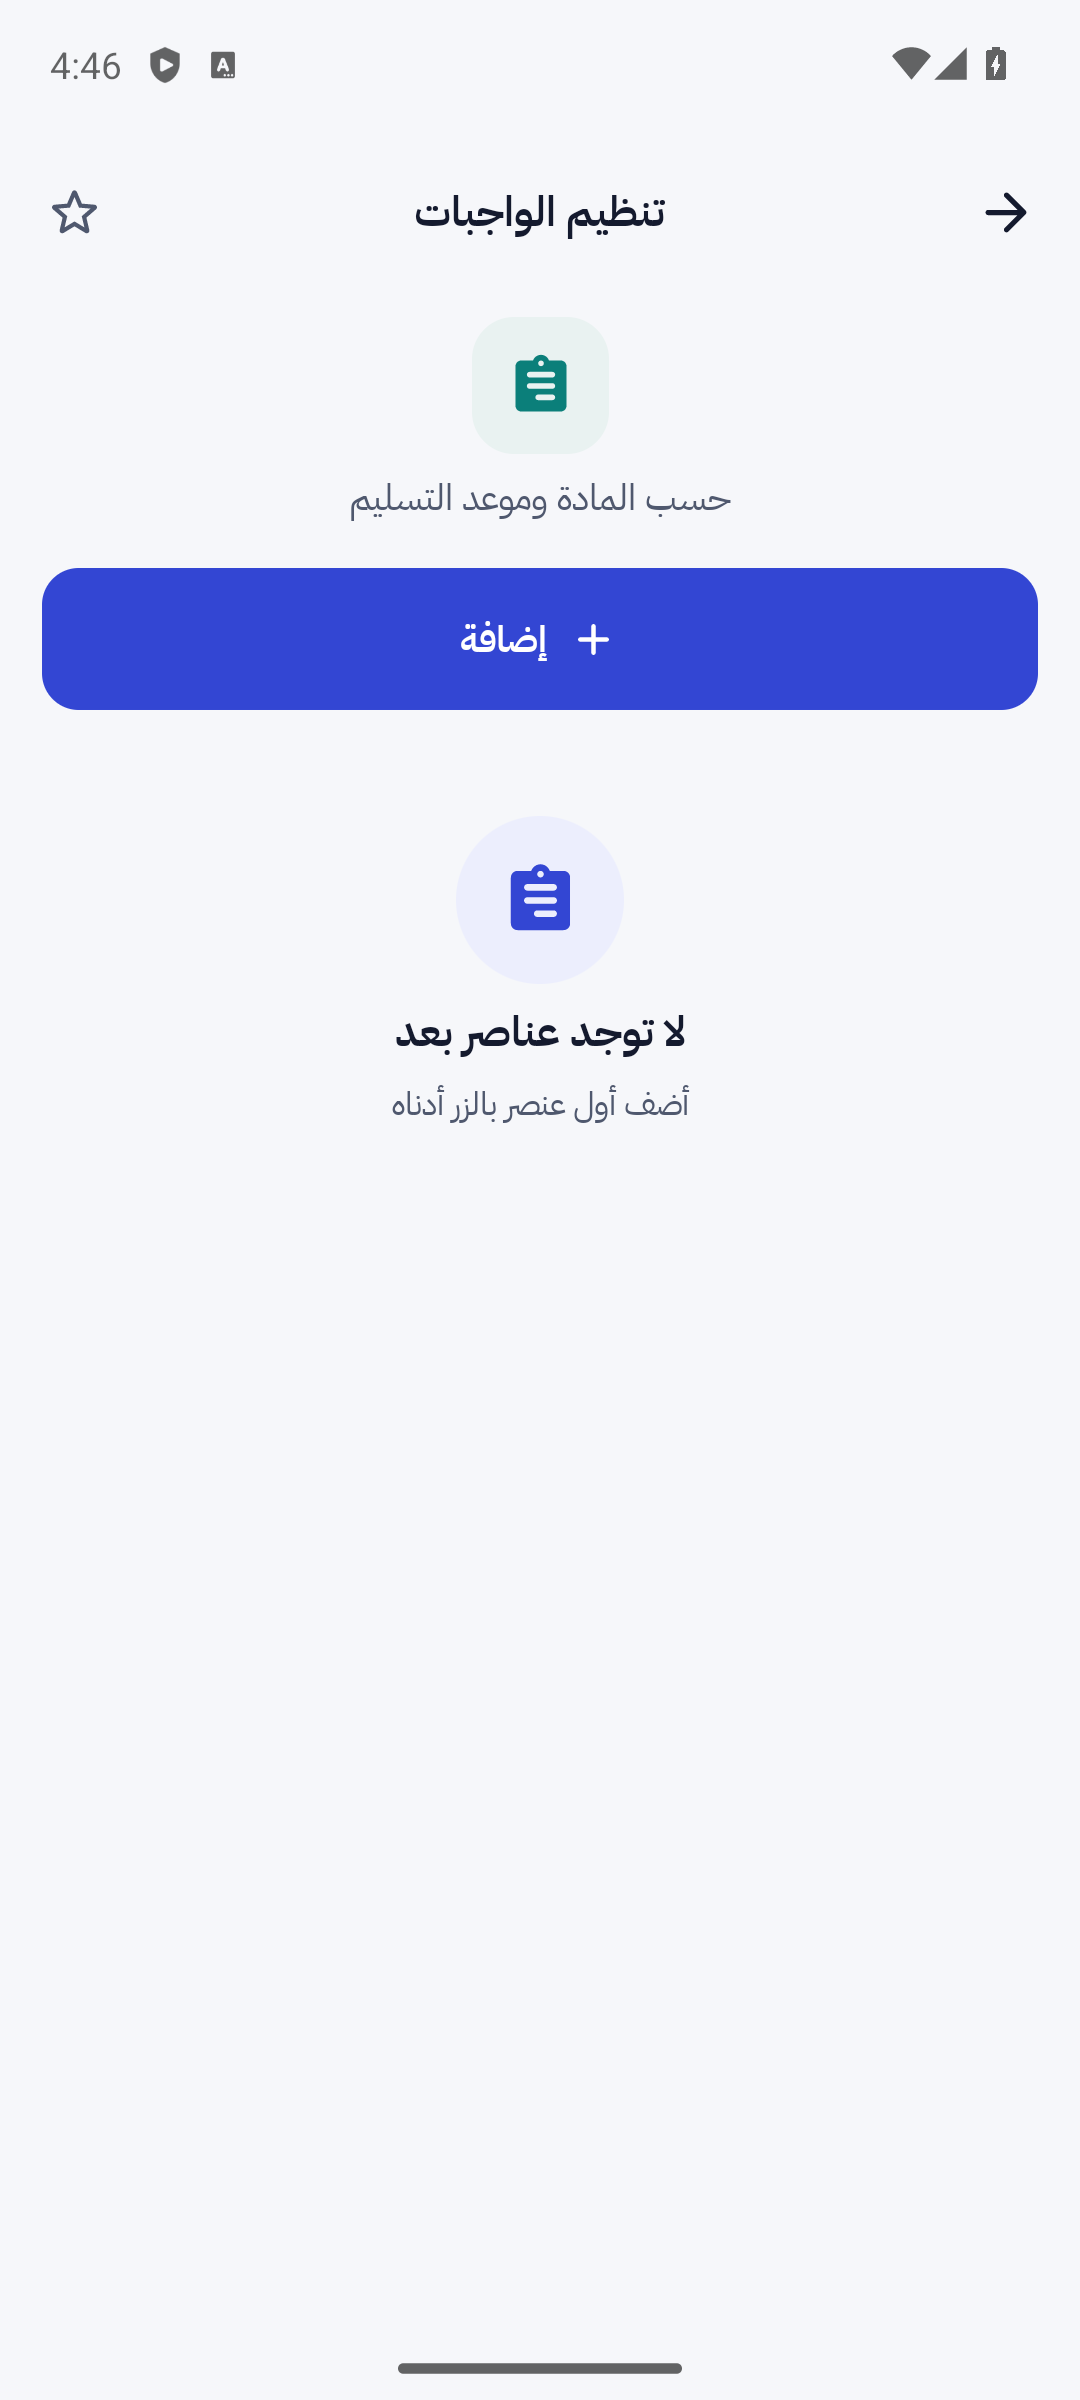 4:46
تنظيم الواجبات
حسب المادة وموعد التسليم
إضافة
لا توجد عناصر بعد
أضف أول عنصر بالزر أدناه